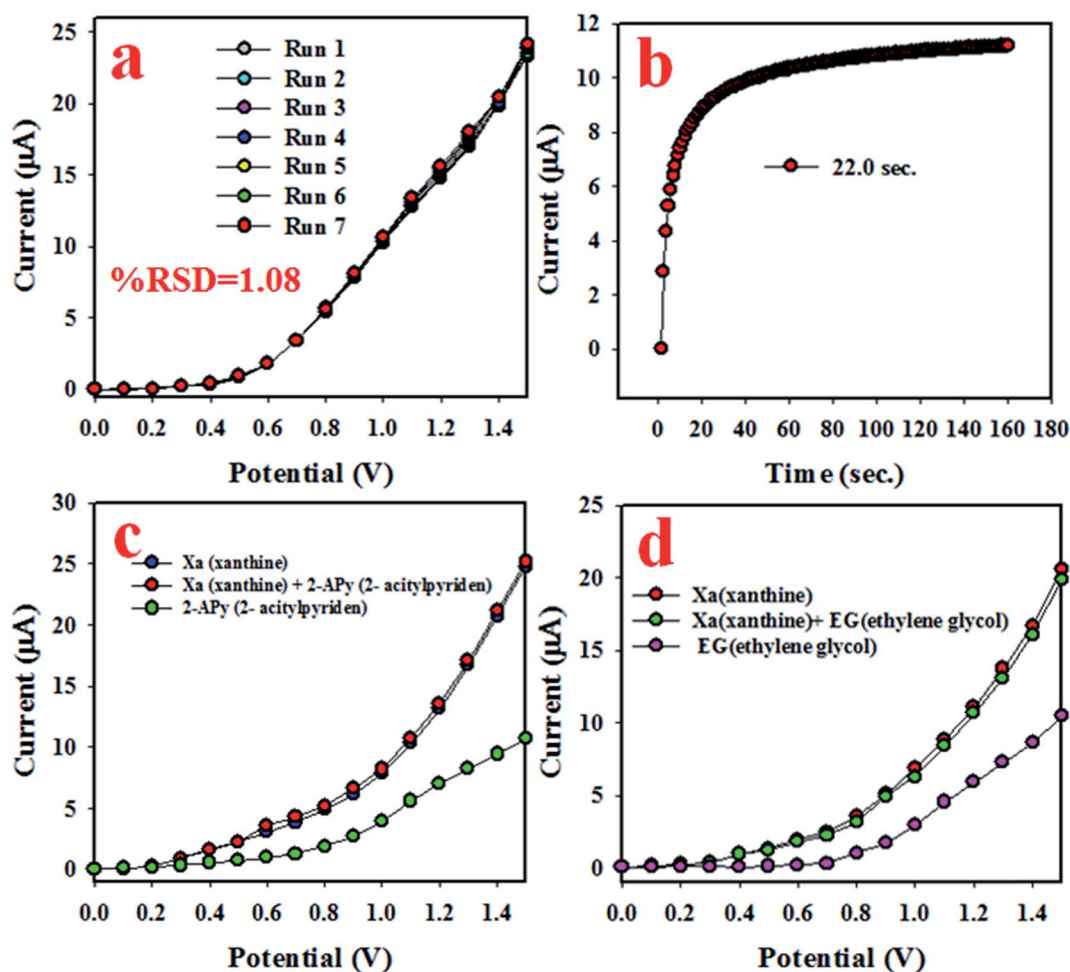 a
Run 1
Run 2
Run 3
Run 4
Run 5
Run 6
Run 7
%RSD=1.08
Current (µA)
25
20
15
10
5
0
0.0 0.2 0.4 0.6 0.8 1.0 1.2 1.4
Potential (V)
b
22.0 sec.
Current (µA)
12
10
8
6
4
2
0
0 20 40 60 80 100 120 140 160 180
Time (sec.)
c
Xa (xanthine)
Xa (xanthine) + 2-APy (2- acitylpyriden)
2-APy (2- acitylpyriden)
Current (µA)
30
25
20
15
10
5
0
0.0 0.2 0.4 0.6 0.8 1.0 1.2 1.4
Potential (V)
d
Xa(xanthine)
Xa(xanthine)+ EG(ethylene glycol)
EG(ethylene glycol)
Current (µA)
25
20
15
10
5
0
0.0 0.2 0.4 0.6 0.8 1.0 1.2 1.4
Potential (V)